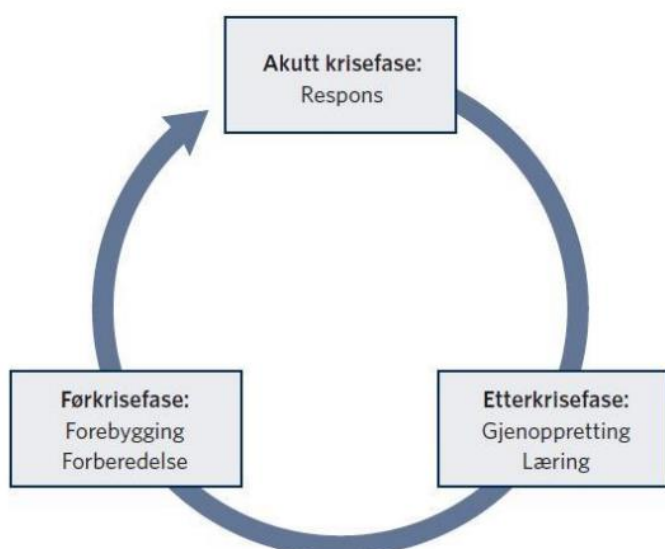 Akutt krisefase:
Respons
Førkrisefase:
Forebygging
Forberedelse
Etterkrisefase:
Gjenoppretting
Læring